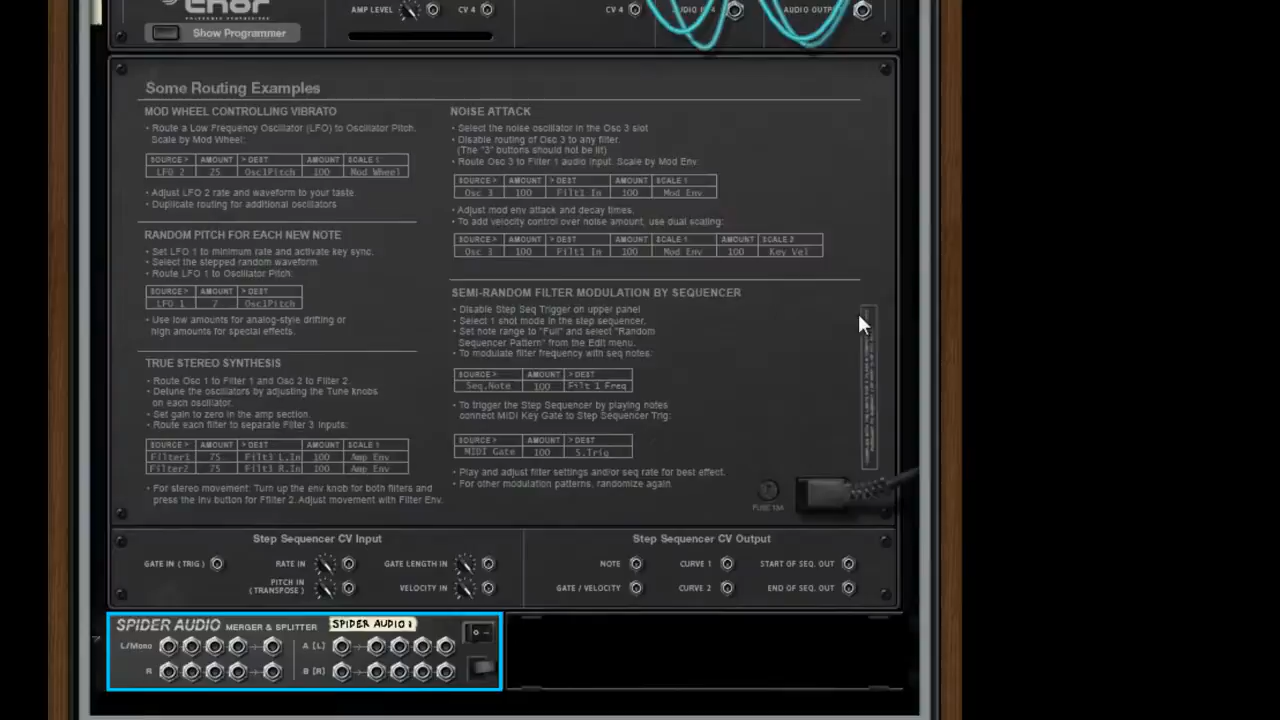 thor
POLYSONIC SYNTHESIZER
Show Programmer
AMP LEVEL
CV 4
CV 4
AUDIO OUT
Some Routing Examples
MOD WHEEL CONTROLLING VIBRATO
• Route a Low Frequency Oscillator (LFO) to Oscillator Pitch.
Scale by Mod Wheel:
SOURCE> AMOUNT >DEST AMOUNT SCALE 1
LFO 2 25 Osc1Pitch 100 Mod Wheel
• Adjust LFO 2 rate and waveform to your taste
• Duplicate routing for additional oscillators
RANDOM PITCH FOR EACH NEW NOTE
• Set LFO 1 to minimum rate and activate key sync.
• Select the stepped random waveform.
• Route LFO 1 to Oscillator Pitch:
SOURCE> AMOUNT >DEST
LFO 1 7 Osc1Pitch
• Use low amounts for analog-style drifting or
high amounts for special effects.
TRUE STEREO SYNTHESIS
• Route Osc 1 to Filter 1 and Osc 2 to Filter 2.
• Detune the oscillators by adjusting the Tune knobs
on each oscillator.
• Set gain to zero in the amp section.
• Route each filter to separate Filter 3 Inputs:
SOURCE> AMOUNT >DEST AMOUNT SCALE 1
Filter1 75 Filt3 L.In 100 Amp Env
Filter2 75 Filt3 R.In 100 Amp Env
• For stereo movement: Turn up the env knob for both filters and
press the Inv button for Ffilter 2. Adjust movement with Filter Env.
NOISE ATTACK
• Select the noise oscillator in the Osc 3 slot
• Disable routing of Osc 3 to any filter.
(The "3" buttons should not be lit)
• Route Osc 3 to Filter 1 audio input. Scale by Mod Env:
SOURCE> AMOUNT >DEST AMOUNT SCALE 1
Osc 3 100 Filt1 In 100 Mod Env
• Adjust mod env attack and decay times.
• To add velocity control over noise amount, use dual scaling:
SOURCE> AMOUNT >DEST AMOUNT SCALE 1 AMOUNT SCALE 2
Osc 3 100 Filt1 In 100 Mod Env 100 Key Vel
SEMI-RANDOM FILTER MODULATION BY SEQUENCER
• Disable Step Seq Trigger on upper panel
• Select 1 shot mode in the step sequencer.
• Set note range to "Full" and select "Random
Sequencer Pattern" from the Edit menu.
• To modulate filter frequency with seq notes:
SOURCE> AMOUNT >DEST
Seq.Note 100 Filt 1 Freq
• To trigger the Step Sequencer by playing notes
connect MIDI Key Gate to Step Sequencer Trig:
SOURCE> AMOUNT >DEST
MIDI Gate 100 S.Trig
• Play and adjust filter settings and/or seq rate for best effect.
• For other modulation patterns, randomize again.
FUSE 13A
Step Sequencer CV Input
GATE IN (TRIG)
RATE IN
GATE LENGTH IN
PITCH IN
(TRANSPOSE)
VELOCITY IN
Step Sequencer CV Output
NOTE
CURVE 1
START OF SEQ. OUT
GATE / VELOCITY
CURVE 2
END OF SEQ. OUT
SPIDER AUDIO MERGER & SPLITTER
SPIDER AUDIO 1
L/Mono
A [L]
R
B [R]